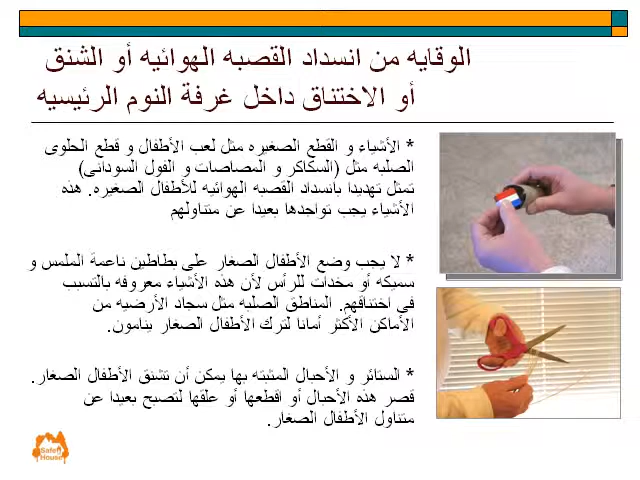 الوقايه من انسداد القصبه الهوائيه أو الشنق
أو الاختناق داخل غرفة النوم الرئيسيه
* الأشياء و القطع الصغيره مثل لعب الأطفال و قطع الحلوى
الصلبه مثل (السكاكر و المصاصات و الفول السودانى)
تمثل تهديدا بانسداد القصبه الهوائيه للأطفال الصغيره. هذه
الأشياء يجب تواجدها بعيدا عن متناولهم
* لا يجب وضع الأطفال الصغار على بطاطين ناعمة الملمس و
سميكه أو مخدات للرأس لأن هذه الأشياء معروفه بالتسبب
فى اختناقهم. المناطق الصلبه مثل سجاد الأرضيه من
الأماكن الأكثر أمانا لترك الأطفال الصغار ينامون.
* الستائر و الأحبال المثبته بها يمكن أن تشنق الأطفال الصغار.
قصر هذه الأحبال أو اقطعها أو علقها لتصبح بعيدا عن
متناول الأطفال الصغار.
Safe
House